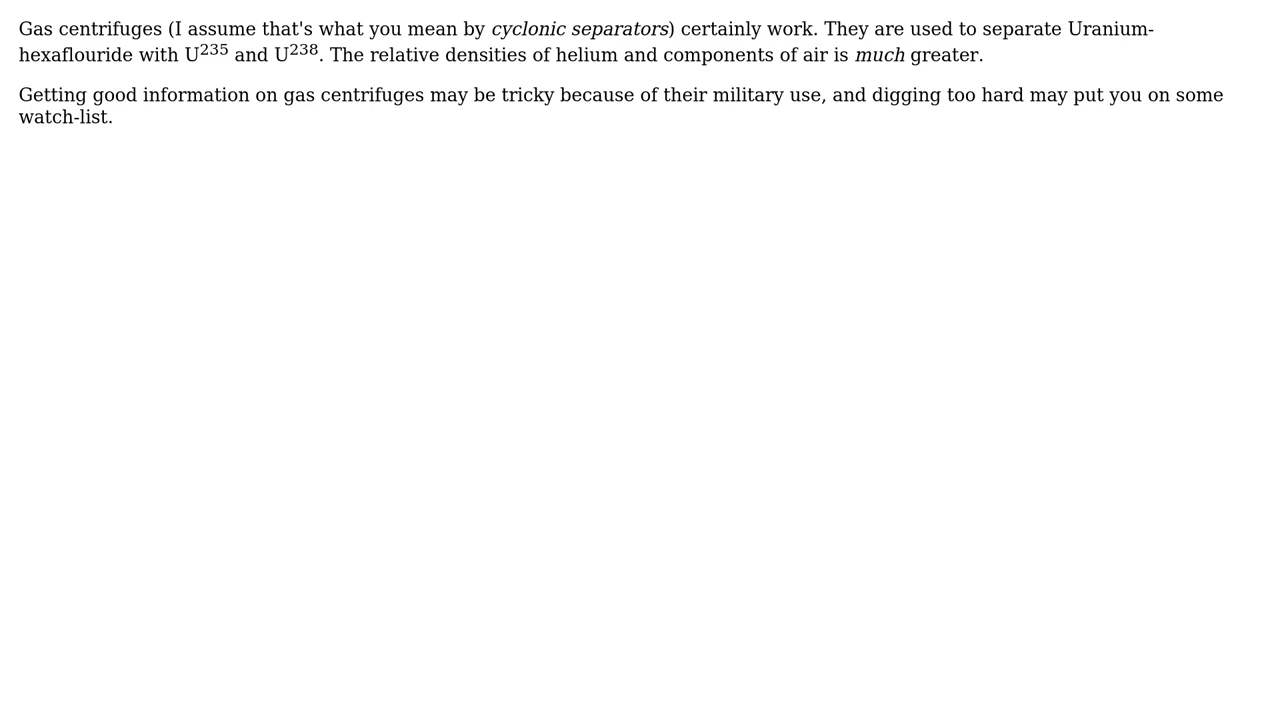 Gas centrifuges (I assume that's what you mean by cyclonic separators) certainly work. They are used to separate Uranium-
hexaflouride with U235 and U238. The relative densities of helium and components of air is much greater.
Getting good information on gas centrifuges may be tricky because of their military use, and digging too hard may put you on some
watch-list.